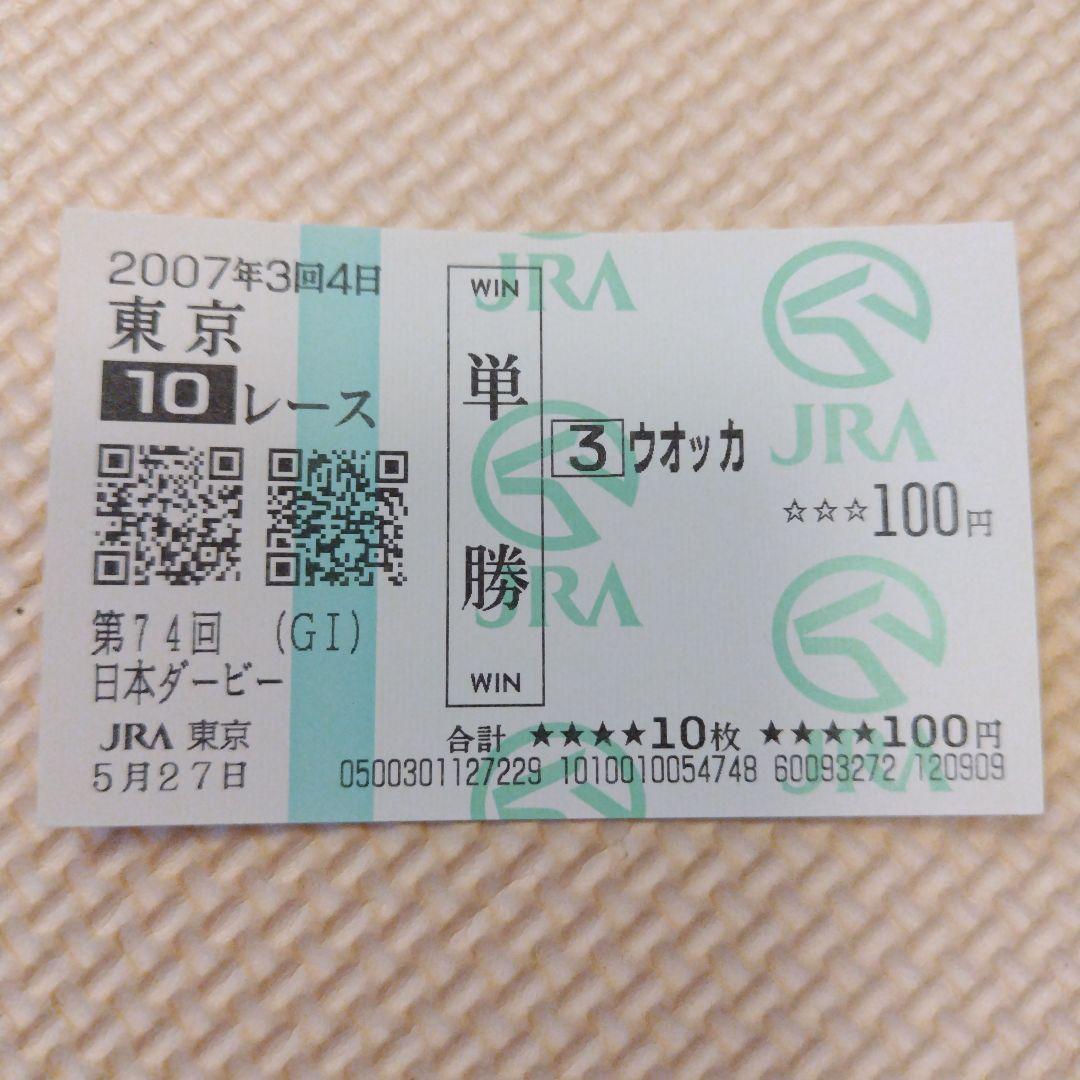 2007年3回4日
東京
10レース
第74回 (GI)
日本ダービー
JRA 東京
5月27日
WIN
単勝
WIN
3 ウオッカ
☆☆☆100円
合計 ★★★★10枚 ★★★★100円
0500301127229 1010010054748 60093272 120909
JRA
JRA
JRA
JRA